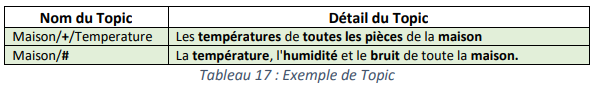 Nom du Topic Détail du Topic
Maison/+/Temperature Les températures de toutes les pièces de la maison
Maison/# La température, l'humidité et le bruit de toute la maison.
Tableau 17 : Exemple de Topic